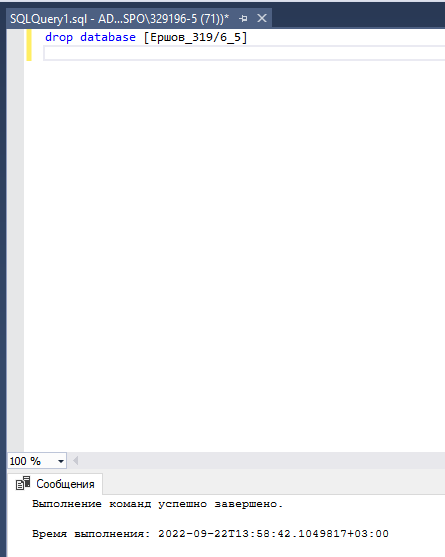 SQLQuery1.sql - AD...SPO\329196-5 (71))*
drop database [Ершов_319/6_5]
100 %
Сообщения
Выполнение команд успешно завершено.
Время выполнения: 2022-09-22T13:58:42.1049817+03:00